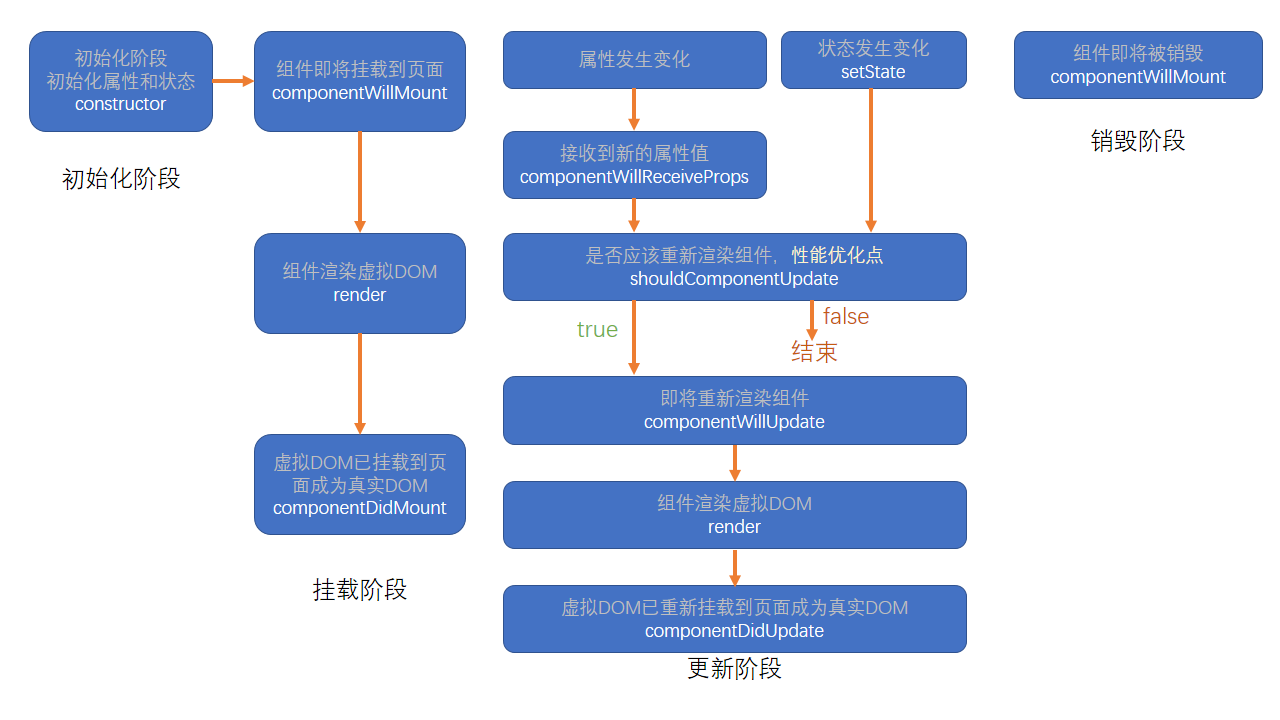 初始化阶段
初始化属性和状态
constructor
初始化阶段
组件即将挂载到页面
componentWillMount
组件渲染虚拟DOM
render
虚拟DOM已挂载到页
面成为真实DOM
componentDidMount
挂载阶段
属性发生变化
状态发生变化
setState
接收到新的属性值
componentWillReceiveProps
是否应该重新渲染组件，性能优化点
shouldComponentUpdate
true
false
结束
即将重新渲染组件
componentWillUpdate
组件渲染虚拟DOM
render
虚拟DOM已重新挂载到页面成为真实DOM
componentDidUpdate
更新阶段
组件即将被销毁
componentWillMount
销毁阶段